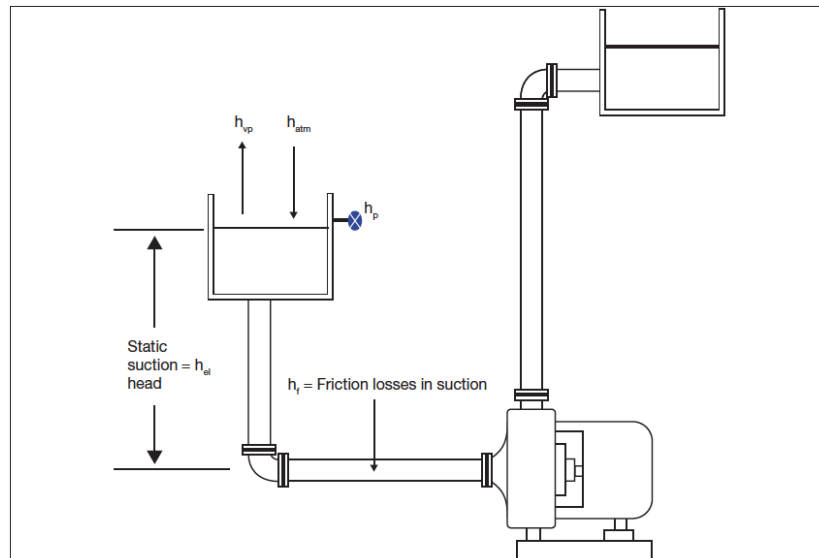 h_vp
h_atm
h_p
Static
suction = h_el
head
h_f = Friction losses in suction